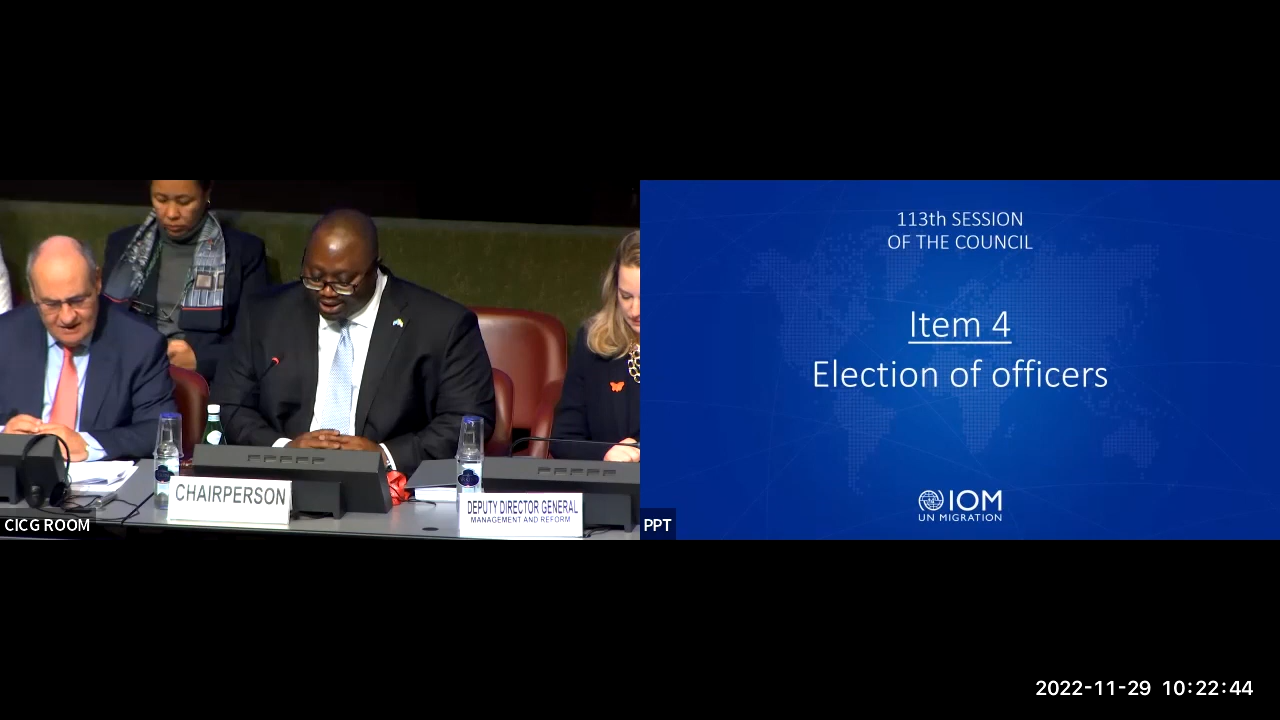 CHAIRPERSON
DEPUTY DIRECTOR GENERAL
MANAGEMENT AND REFORM
CICG ROOM
113th SESSION
OF THE COUNCIL
Item 4
Election of officers
IOM
UN MIGRATION
PPT
2022-11-29 10:22:44